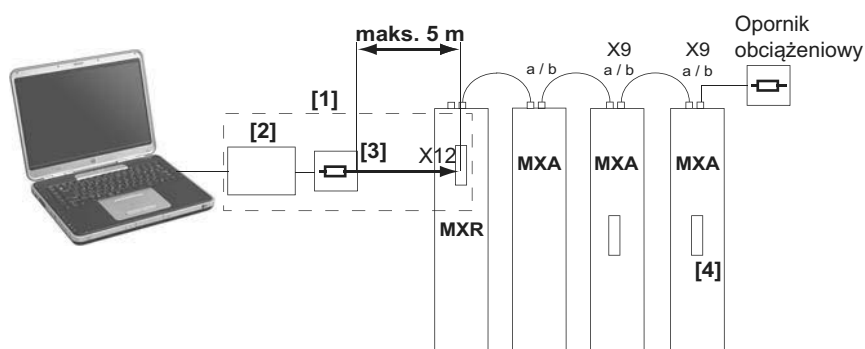 maks. 5 m
Opornik
obciążeniowy
X9
X9
a / b
a / b
a / b
[1]
[2]
[3]
X12
MXA
MXA
MXA
MXR
[4]